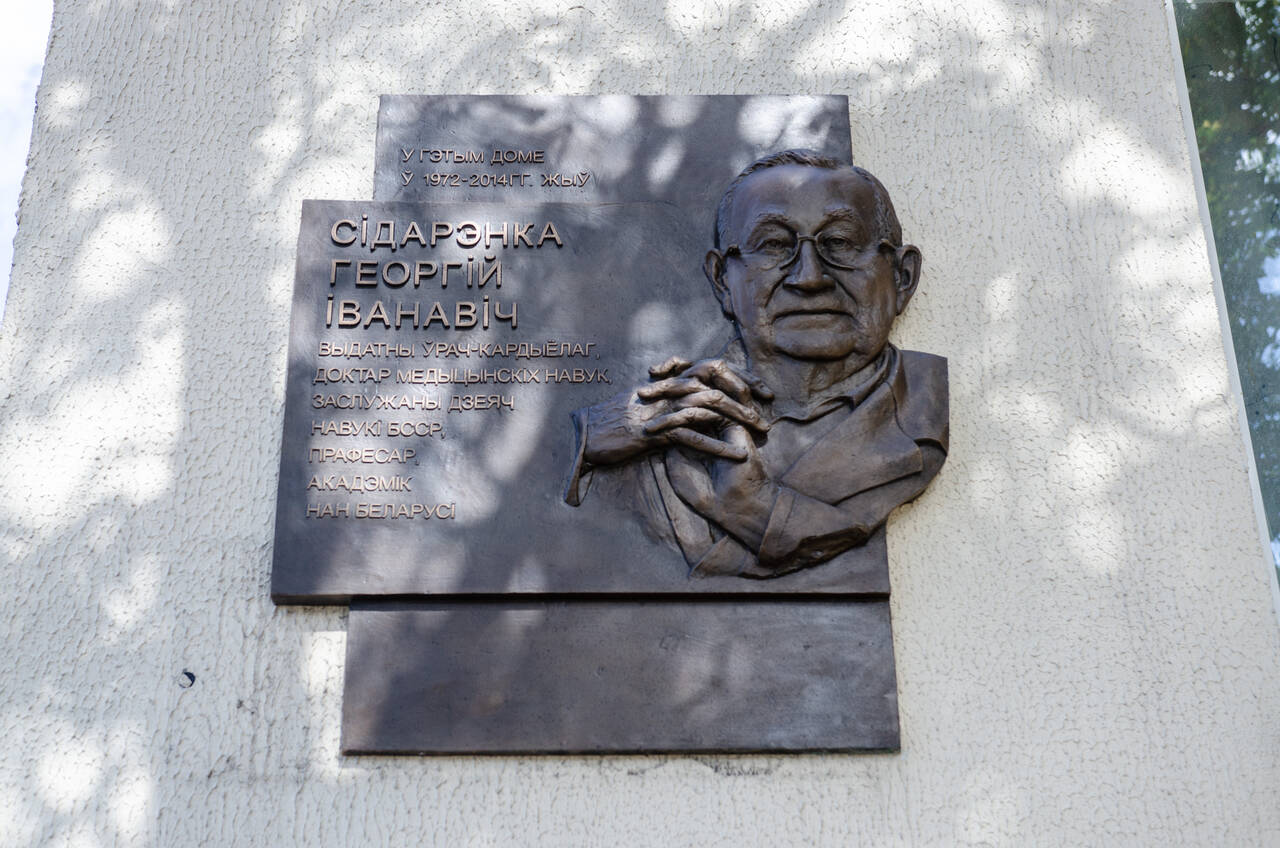 У ГЭТЫМ ДОМЕ
Ў 1972-2014ГГ. ЖЫЎ
СІДАРЭНКА
ГЕОРГІЙ
ІВАНАВІЧ
ВЫДАТНЫ ЎРАЧ-КАРДЫЁЛАГ,
ДОКТАР МЕДЫЦЫНСКІХ НАВУК,
ЗАСЛУЖАНЫ ДЗЕЯЧ
НАВУКІ БССР,
ПРАФЕСАР,
АКАДЭМІК
НАН БЕЛАРУСІ